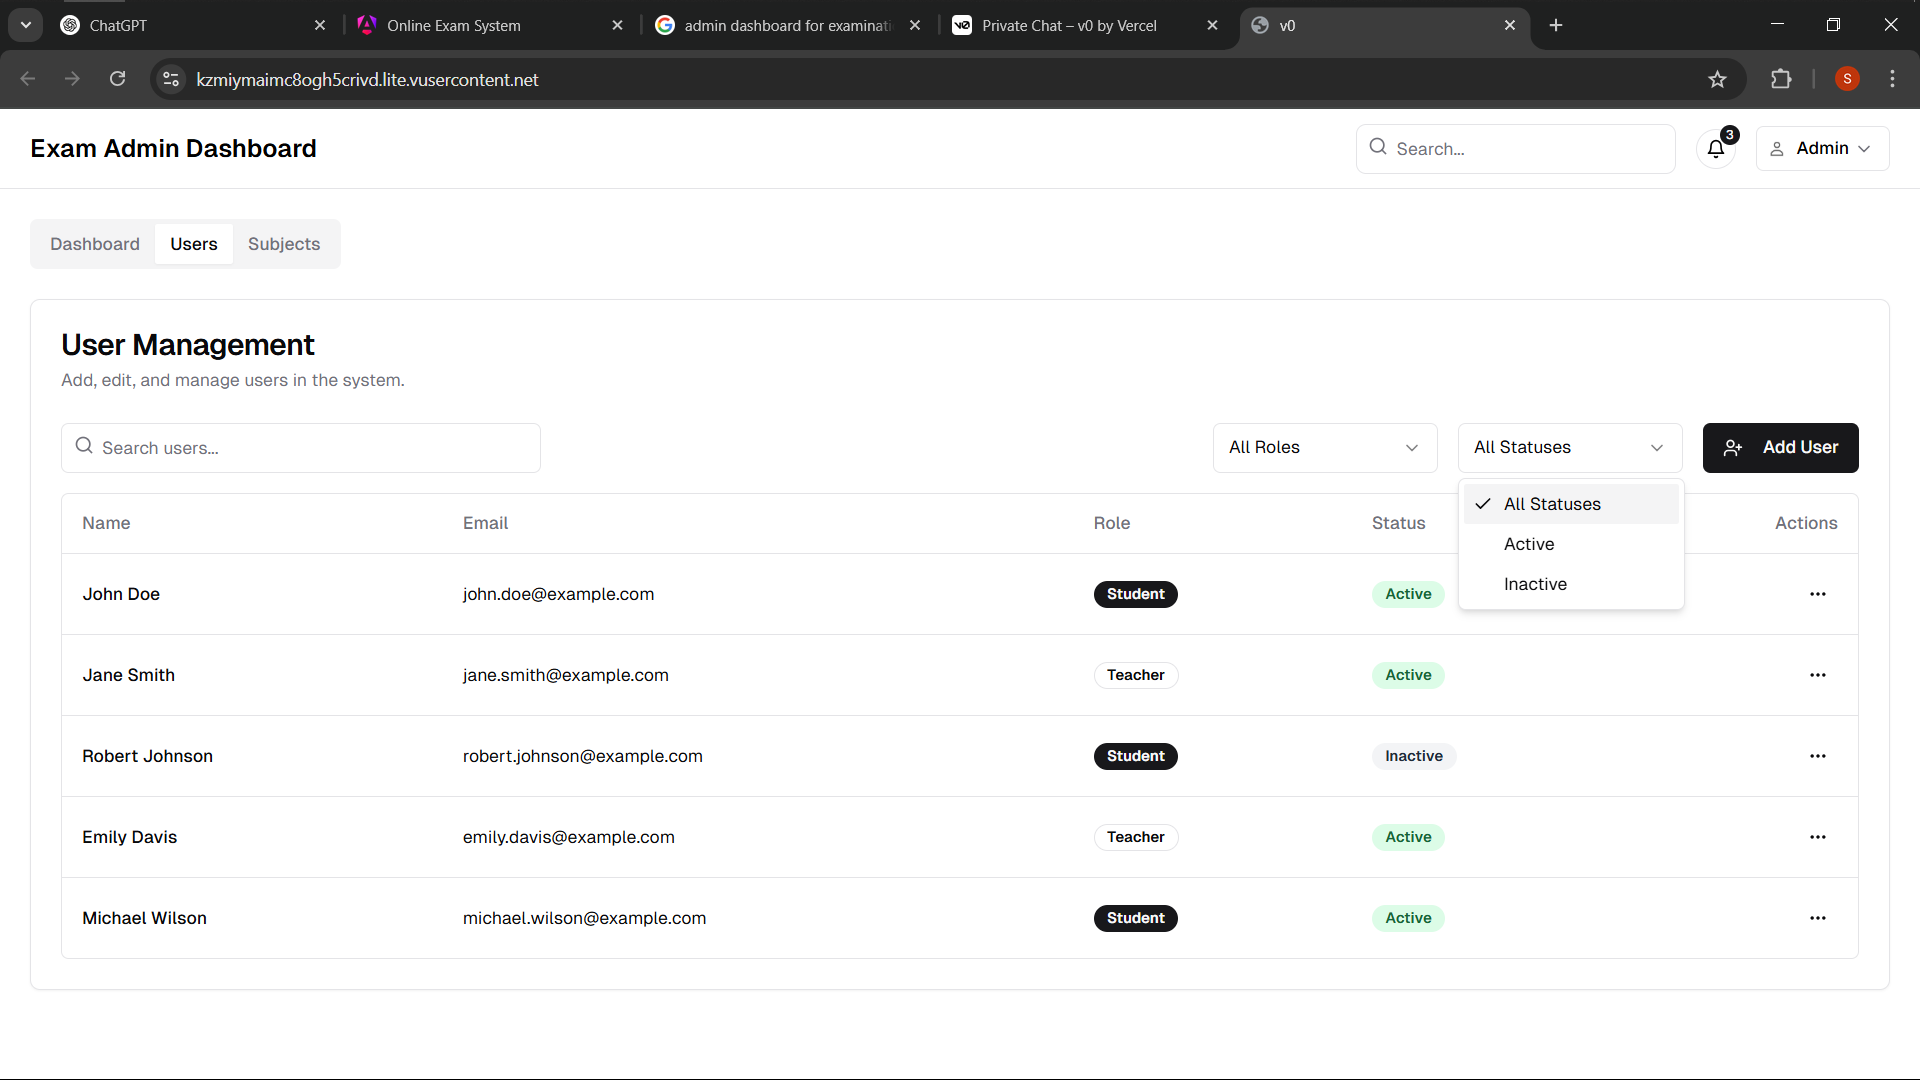 ChatGPT
Online Exam System
admin dashboard for examinati
Private Chat – v0 by Vercel
v0
kzmiymaimc8ogh5crivd.lite.vusercontent.net
S
Exam Admin Dashboard
Search...
3
Admin
Dashboard
Users
Subjects
User Management
Add, edit, and manage users in the system.
Search users...
All Roles
All Statuses
Add User
All Statuses
Active
Inactive
Name Email Role Status Actions
John Doe john.doe@example.com Student Active
Jane Smith jane.smith@example.com Teacher Active
Robert Johnson robert.johnson@example.com Student Inactive
Emily Davis emily.davis@example.com Teacher Active
Michael Wilson michael.wilson@example.com Student Active